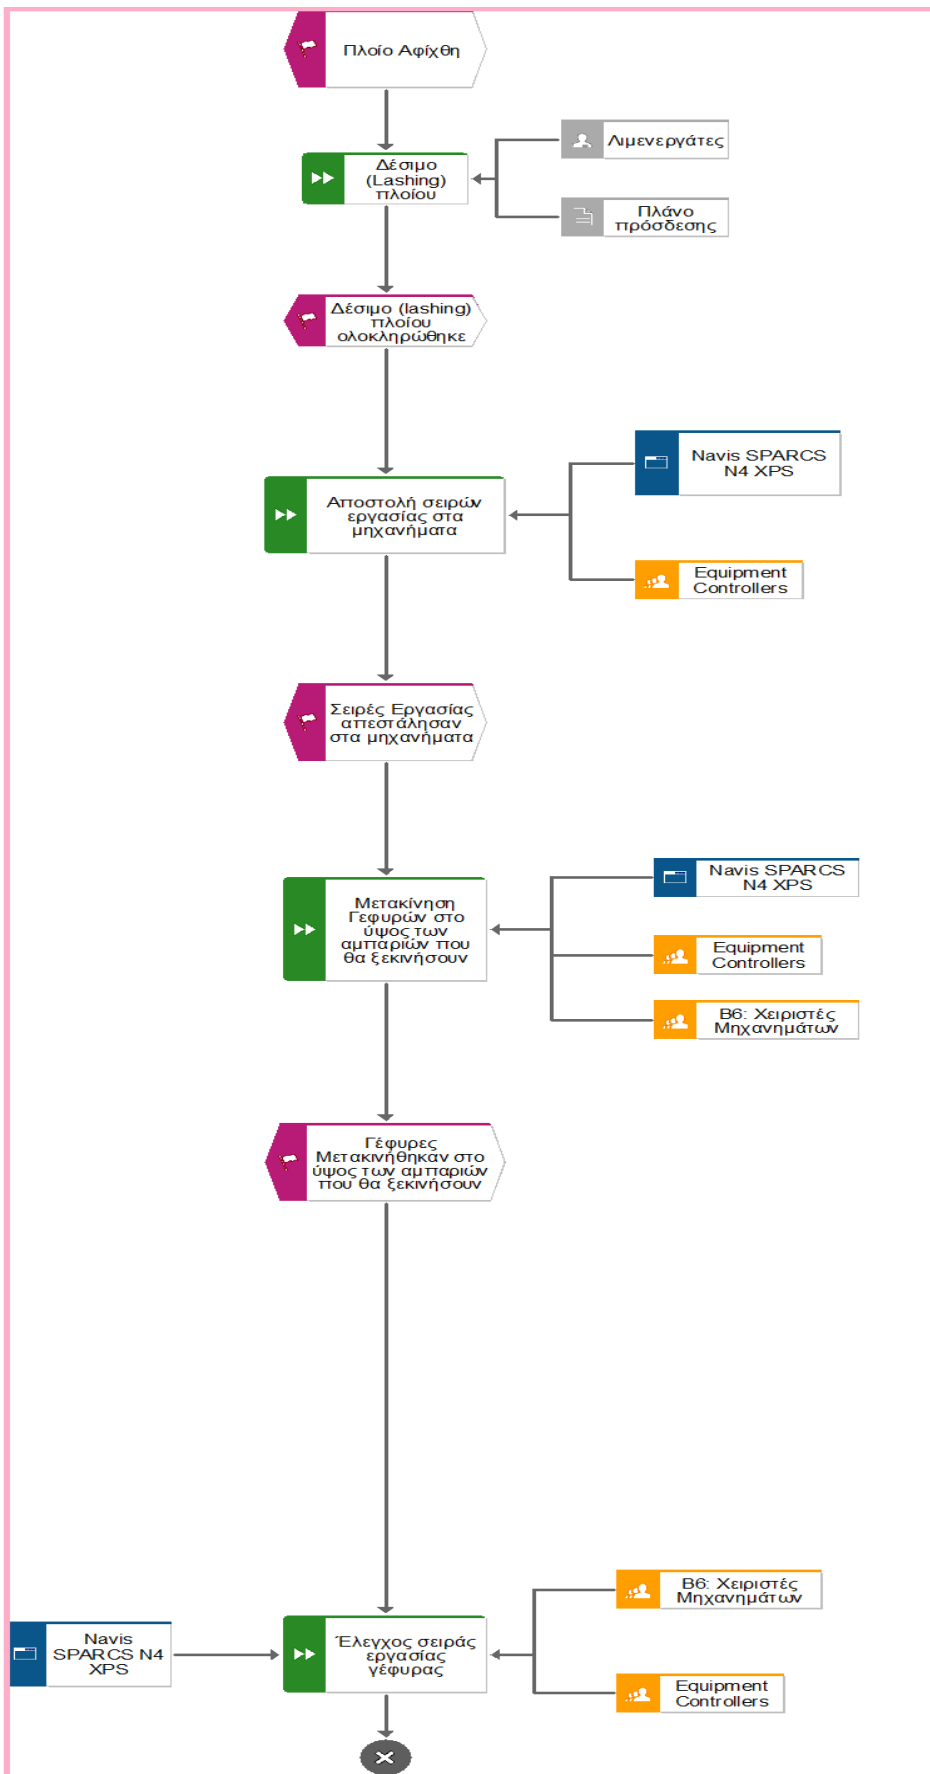 Πλοίο Αφίχθη
Δέσιμο
(Lashing)
πλοίου
Λιμενεργάτες
Πλάνο
πρόσδεσης
Δέσιμο (lashing)
πλοίου
ολοκληρώθηκε
Αποστολή σειρών
εργασίας στα
μηχανήματα
Navis SPARCS
N4 XPS
Equipment
Controllers
Σειρές Εργασίας
απεστάλησαν
στα μηχανήματα
Μετακίνηση
Γεφυρών στο
ύψος των
αμπαριών που
θα ξεκινήσουν
Navis SPARCS
N4 XPS
Equipment
Controllers
Β6: Χειριστές
Μηχανημάτων
Γέφυρες
Μετακινήθηκαν στο
ύψος των αμπαριών
που θα ξεκινήσουν
Navis
SPARCS N4
XPS
Έλεγχος σειράς
εργασίας
γέφυρας
Β6: Χειριστές
Μηχανημάτων
Equipment
Controllers